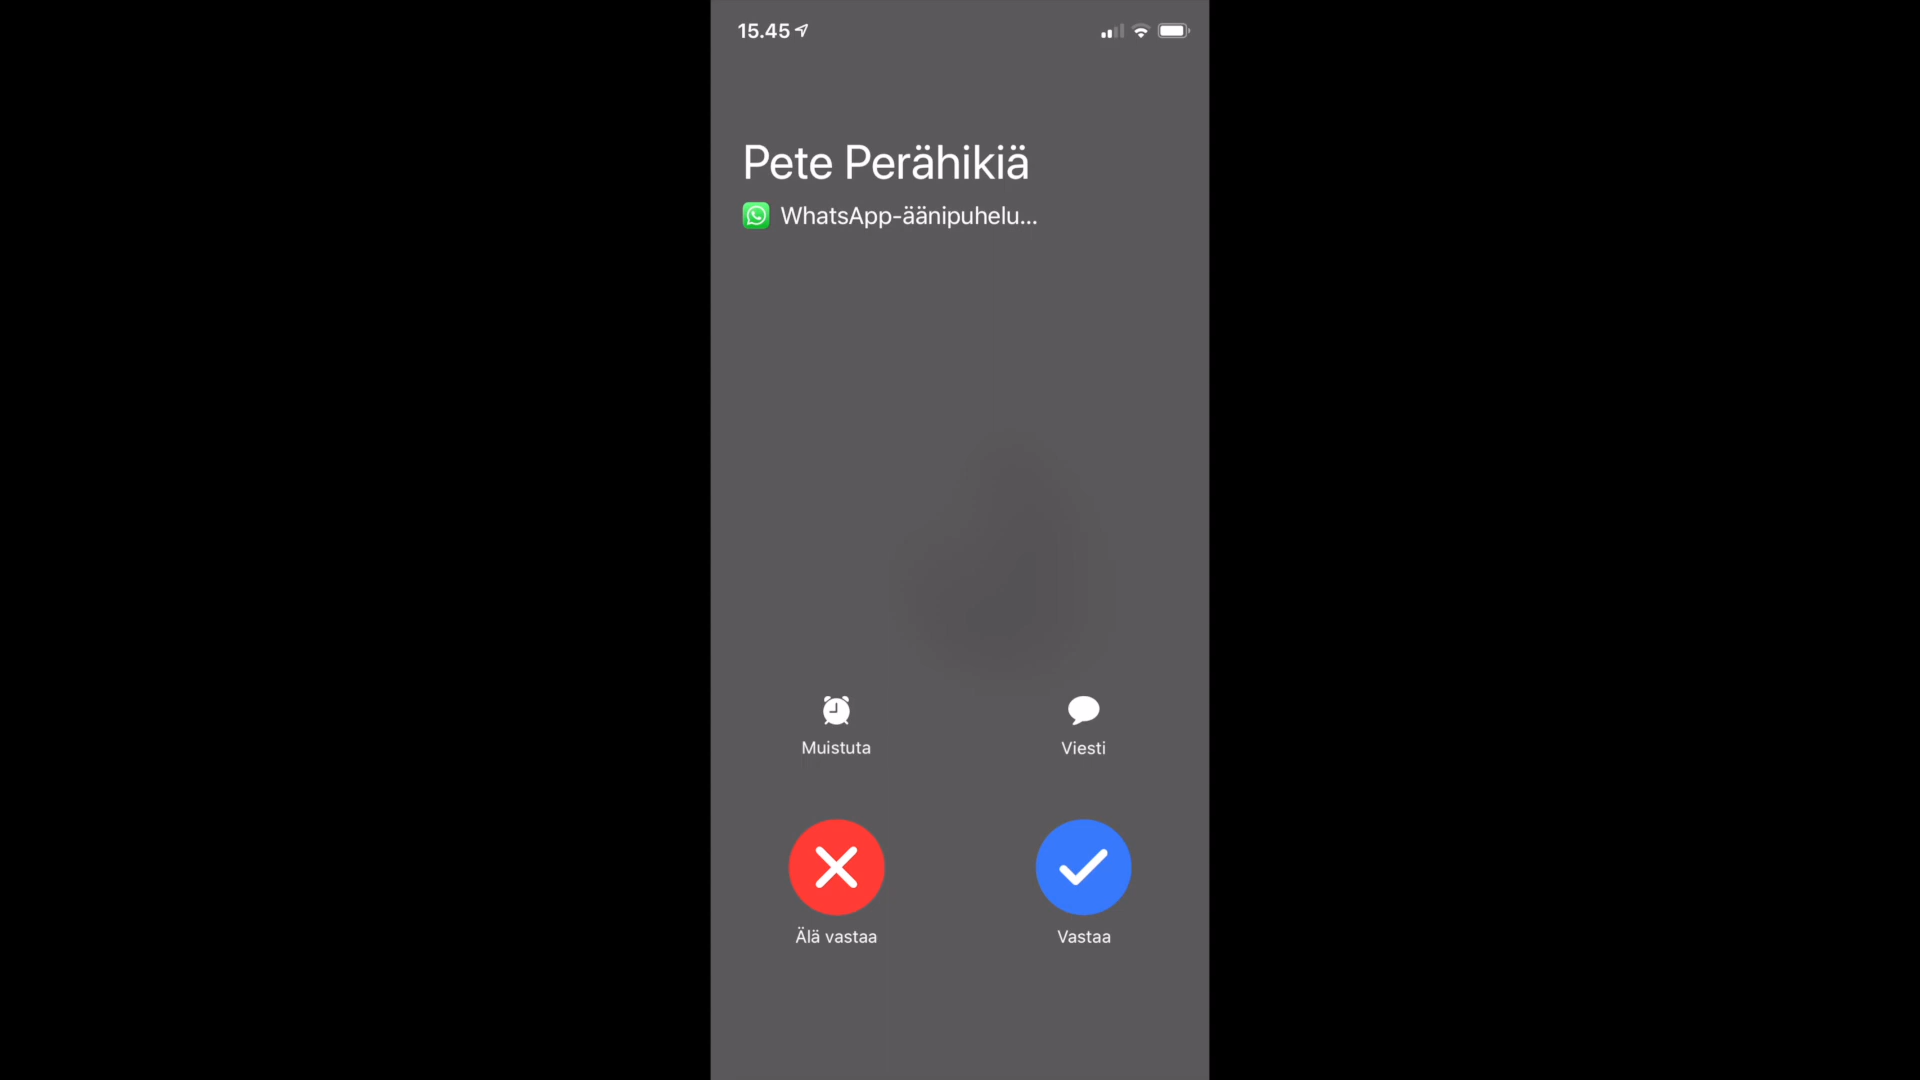 15.45
Pete Perähikiä
WhatsApp-äänipuhelu...
Muistuta
Viesti
Älä vastaa
Vastaa